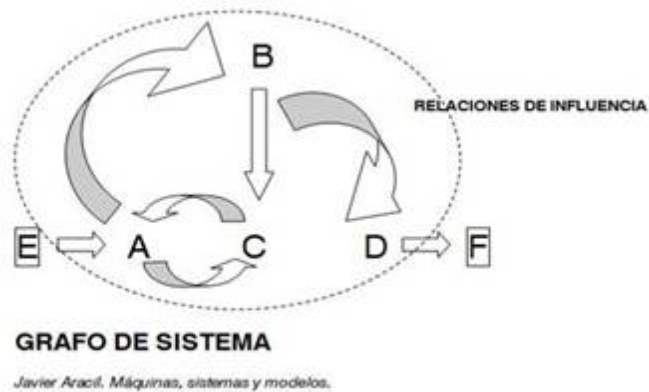 B
RELACIONES DE INFLUENCIA
E A C D F
GRAFO DE SISTEMA
Javier Aracil. Máquinas, sistemas y modelos.